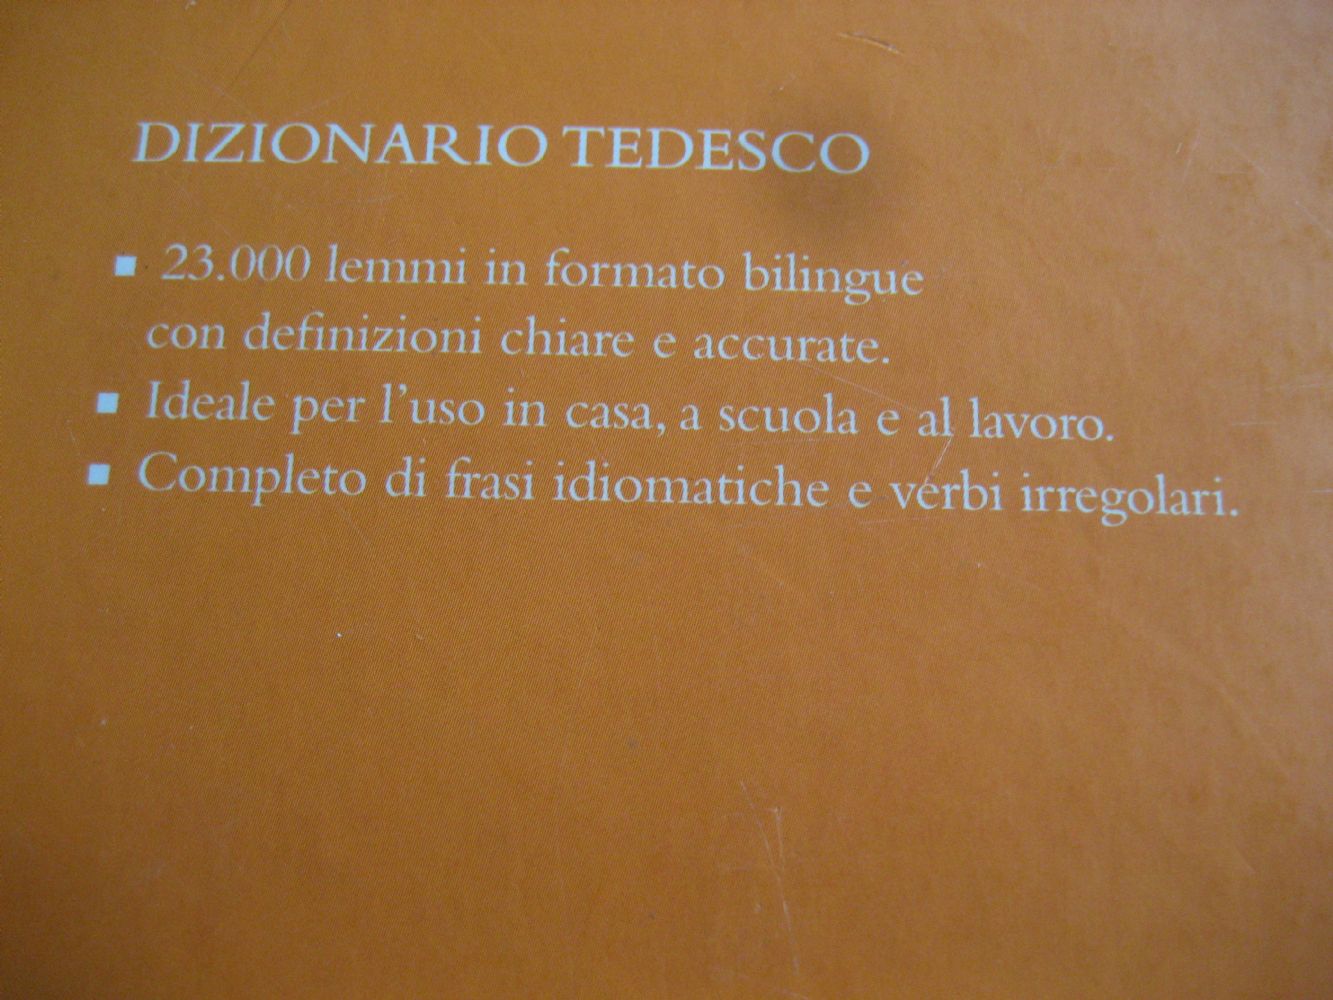 DIZIONARIO TEDESCO
▪ 23.000 lemmi in formato bilingue
con definizioni chiare e accurate.
▪ Ideale per l'uso in casa, a scuola e al lavoro.
▪ Completo di frasi idiomatiche e verbi irregolari.